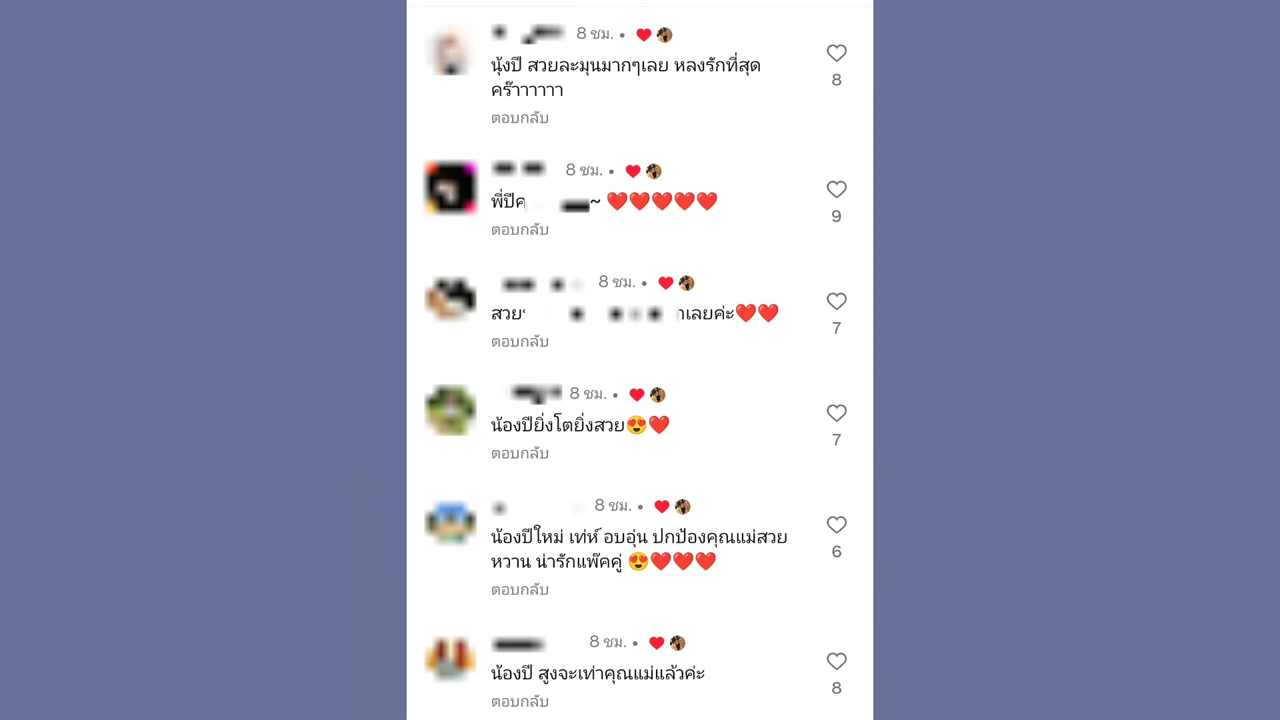 8 ชม.
นุ้งปี สวยละมุนมากๆเลย หลงรักที่สุด
คร๊าาาาาา
ตอบกลับ
8
8 ชม.
พี่ปี ~ ❤️❤️❤️❤️❤️
ตอบกลับ
9
8 ชม.
สวย เลยค่ะ❤️❤️
ตอบกลับ
7
8 ชม.
น้องปียิ่งโตยิ่งสวย😍❤️
ตอบกลับ
7
8 ชม.
น้องปีใหม่ เท่ห์ อบอุ่น ปกป้องคุณแม่สวย
หวาน น่ารักแพ๊คคู่ 😍❤️❤️❤️
ตอบกลับ
6
8 ชม.
น้องปี สูงจะเท่าคุณแม่แล้วค่ะ
ตอบกลับ
8